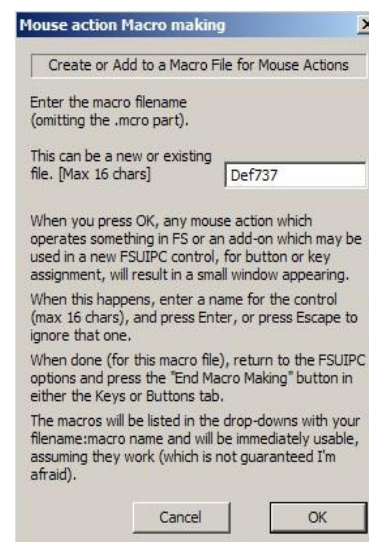 Mouse action Macro making
Create or Add to a Macro File for Mouse Actions
Enter the macro filename
(omitting the .mcro part).
This can be a new or existing
file. [Max 16 chars]
Def737
When you press OK, any mouse action which
operates something in FS or an add-on which may be
used in a new FSUIPC control, for button or key
assignment, will result in a small window appearing.
When this happens, enter a name for the control
(max 16 chars), and press Enter, or press Escape to
ignore that one.
When done (for this macro file), return to the FSUIPC
options and press the "End Macro Making" button in
either the Keys or Buttons tab.
The macros will be listed in the drop-downs with your
filename:macro name and will be immediately usable,
assuming they work (which is not guaranteed I'm
afraid).
Cancel
OK